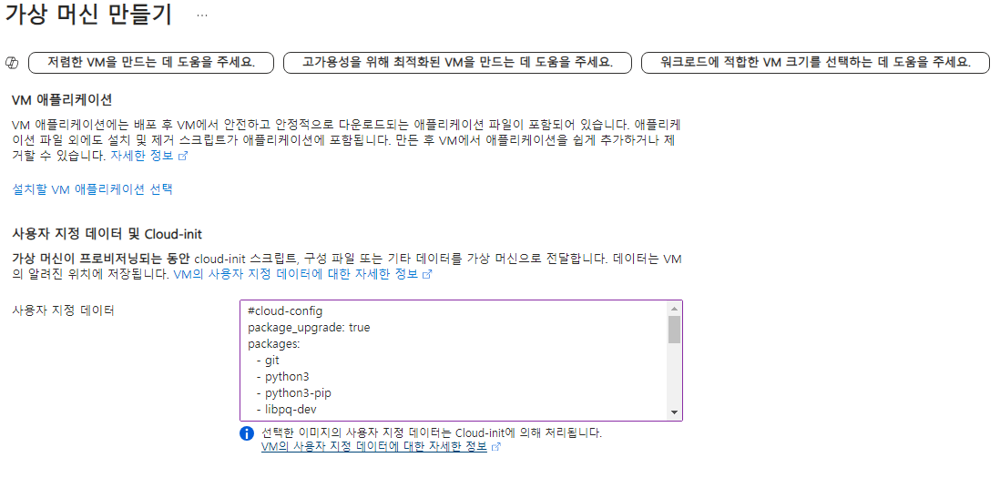 가상 머신 만들기 ...
저렴한 VM을 만드는 데 도움을 주세요. 고가용성을 위해 최적화된 VM을 만드는 데 도움을 주세요. 워크로드에 적합한 VM 크기를 선택하는 데 도움을 주세요.
VM 애플리케이션
VM 애플리케이션에는 배포 후 VM에서 안전하고 안정적으로 다운로드되는 애플리케이션 파일이 포함되어 있습니다. 애플리케
이션 파일 외에도 설치 및 제거 스크립트가 애플리케이션에 포함됩니다. 만든 후 VM에서 애플리케이션을 쉽게 추가하거나 제
거할 수 있습니다. 자세한 정보
설치할 VM 애플리케이션 선택
사용자 지정 데이터 및 Cloud-init
가상 머신이 프로비저닝되는 동안 cloud-init 스크립트, 구성 파일 또는 기타 데이터를 가상 머신으로 전달합니다. 데이터는 VM
의 알려진 위치에 저장됩니다. VM의 사용자 지정 데이터에 대한 자세한 정보
사용자 지정 데이터
#cloud-config
package_upgrade: true
packages:
- git
- python3
- python3-pip
- libpq-dev
선택한 이미지의 사용자 지정 데이터는 Cloud-init에 의해 처리됩니다.
VM의 사용자 지정 데이터에 대한 자세한 정보